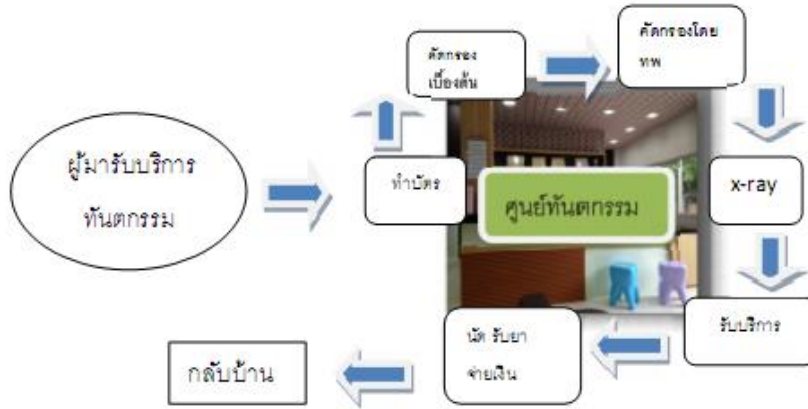 ผู้มารับบริการ
ทันตกรรม
ทำบัตร
คัดกรอง
เบื้องต้น
คัดกรองโดย
ทพ
x-ray
รับบริการ
นัด รับยา
จ่ายเงิน
กลับบ้าน
ศูนย์ทันตกรรม